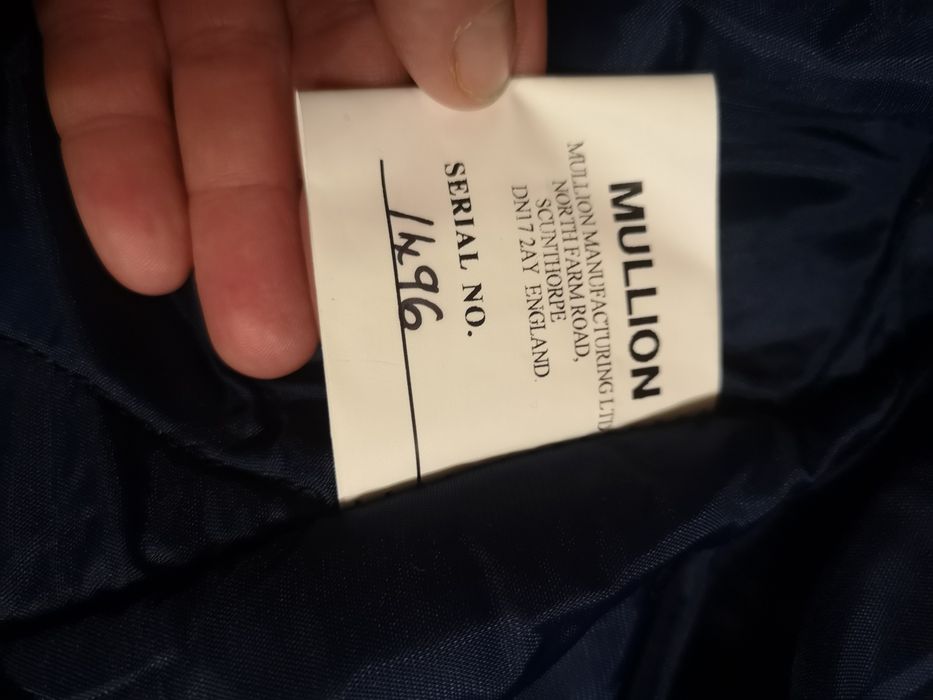 MULLION
MULLION MANUFACTURING LTD
NORTH FARM ROAD,
SCUNTHORPE
DN17 2AY ENGLAND.
SERIAL NO.
1496